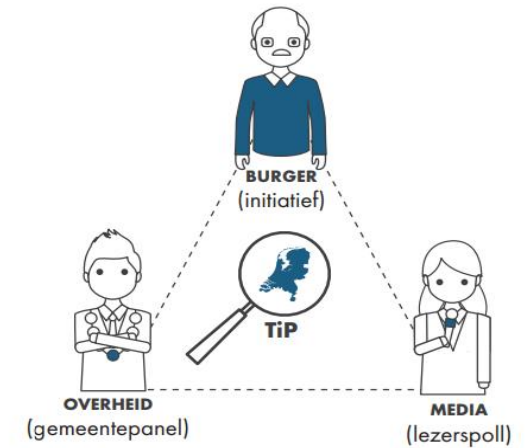 BURGER
(initiatief)
TiP
OVERHEID
(gemeentepanel)
MEDIA
(lezerspoll)